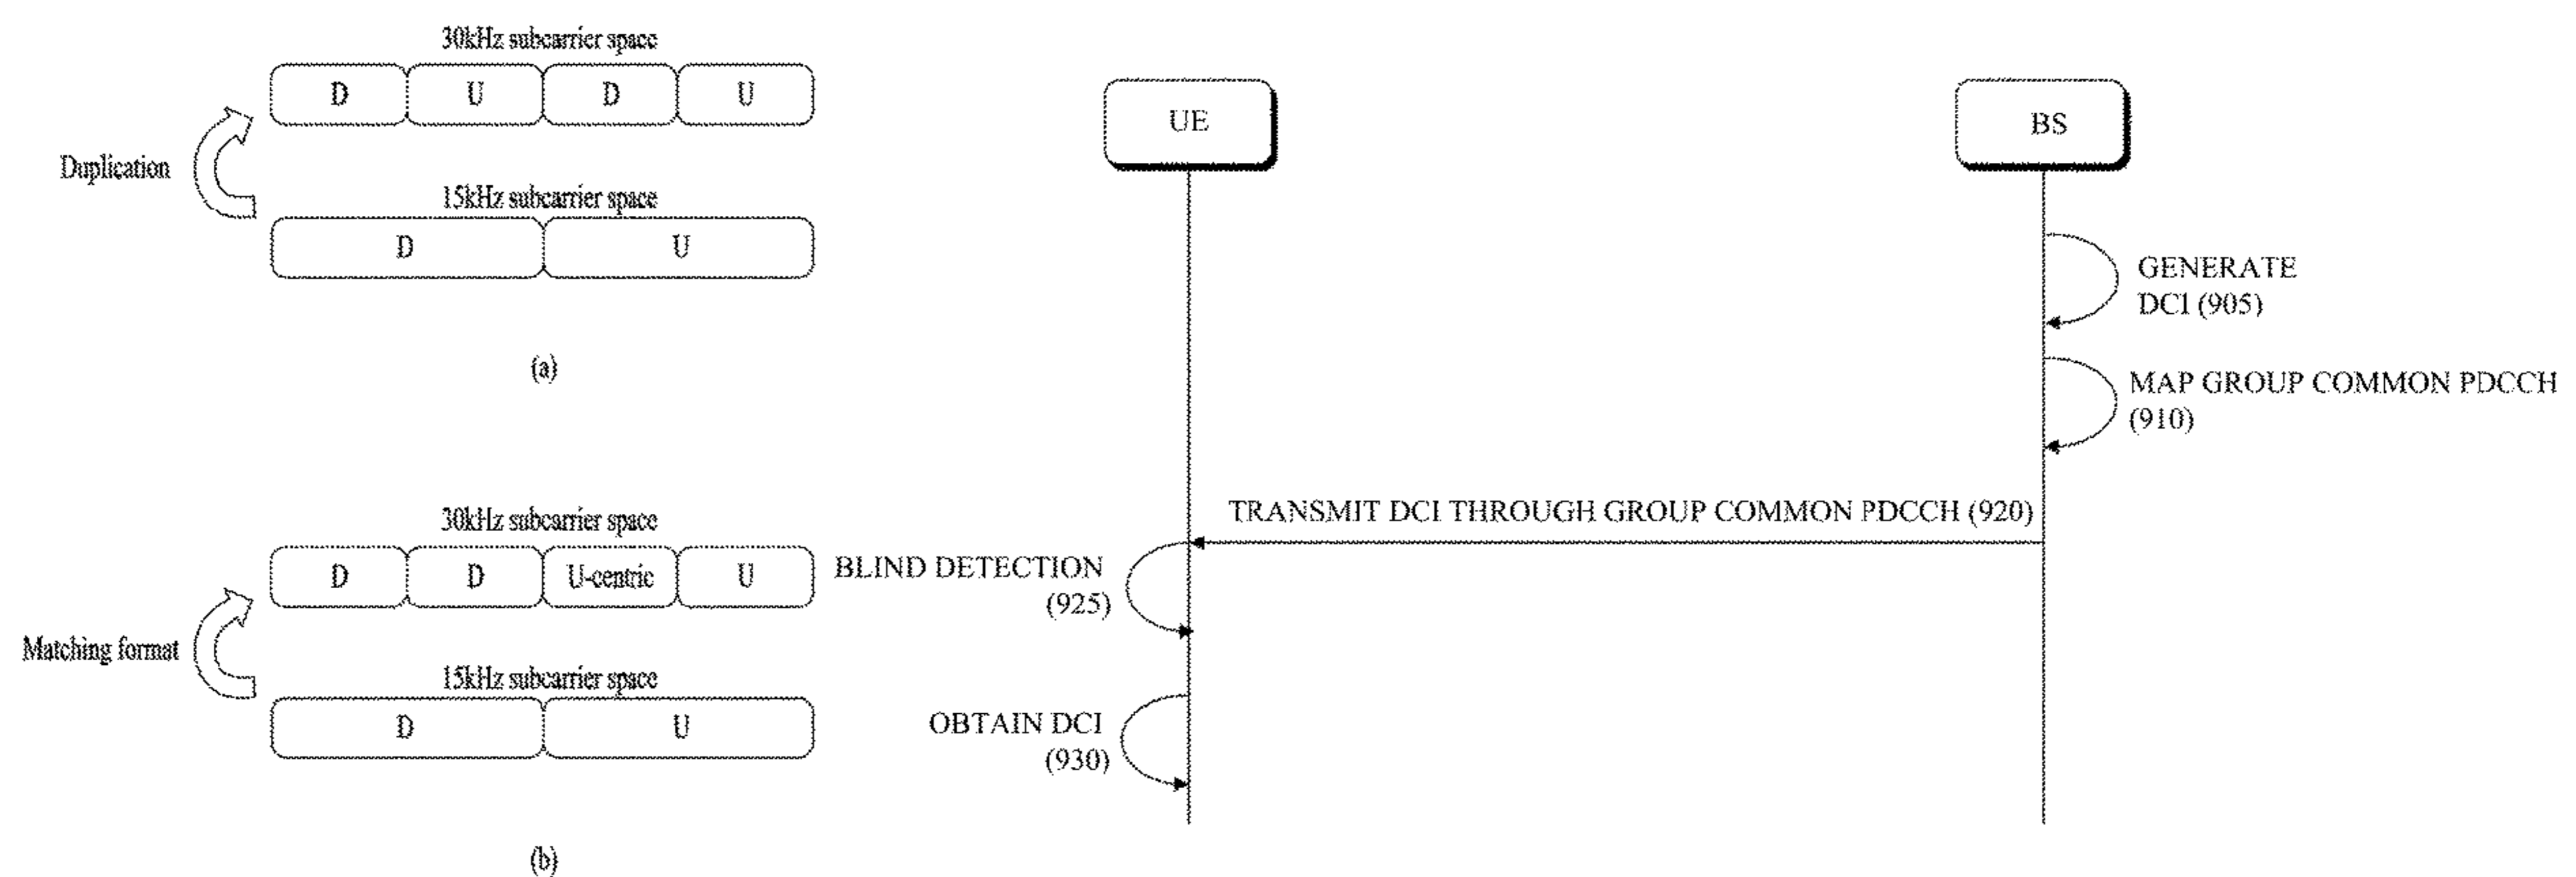 30kHz subcarrier space
D U D U
Duplication
15kHz subcarrier space
D U
(a)
30kHz subcarrier space
D D U-centric U
Matching format
15kHz subcarrier space
D U
(b)
UE
BS
GENERATE
DCI (905)
MAP GROUP COMMON PDCCH
(910)
TRANSMIT DCI THROUGH GROUP COMMON PDCCH (920)
BLIND DETECTION
(925)
OBTAIN DCI
(930)